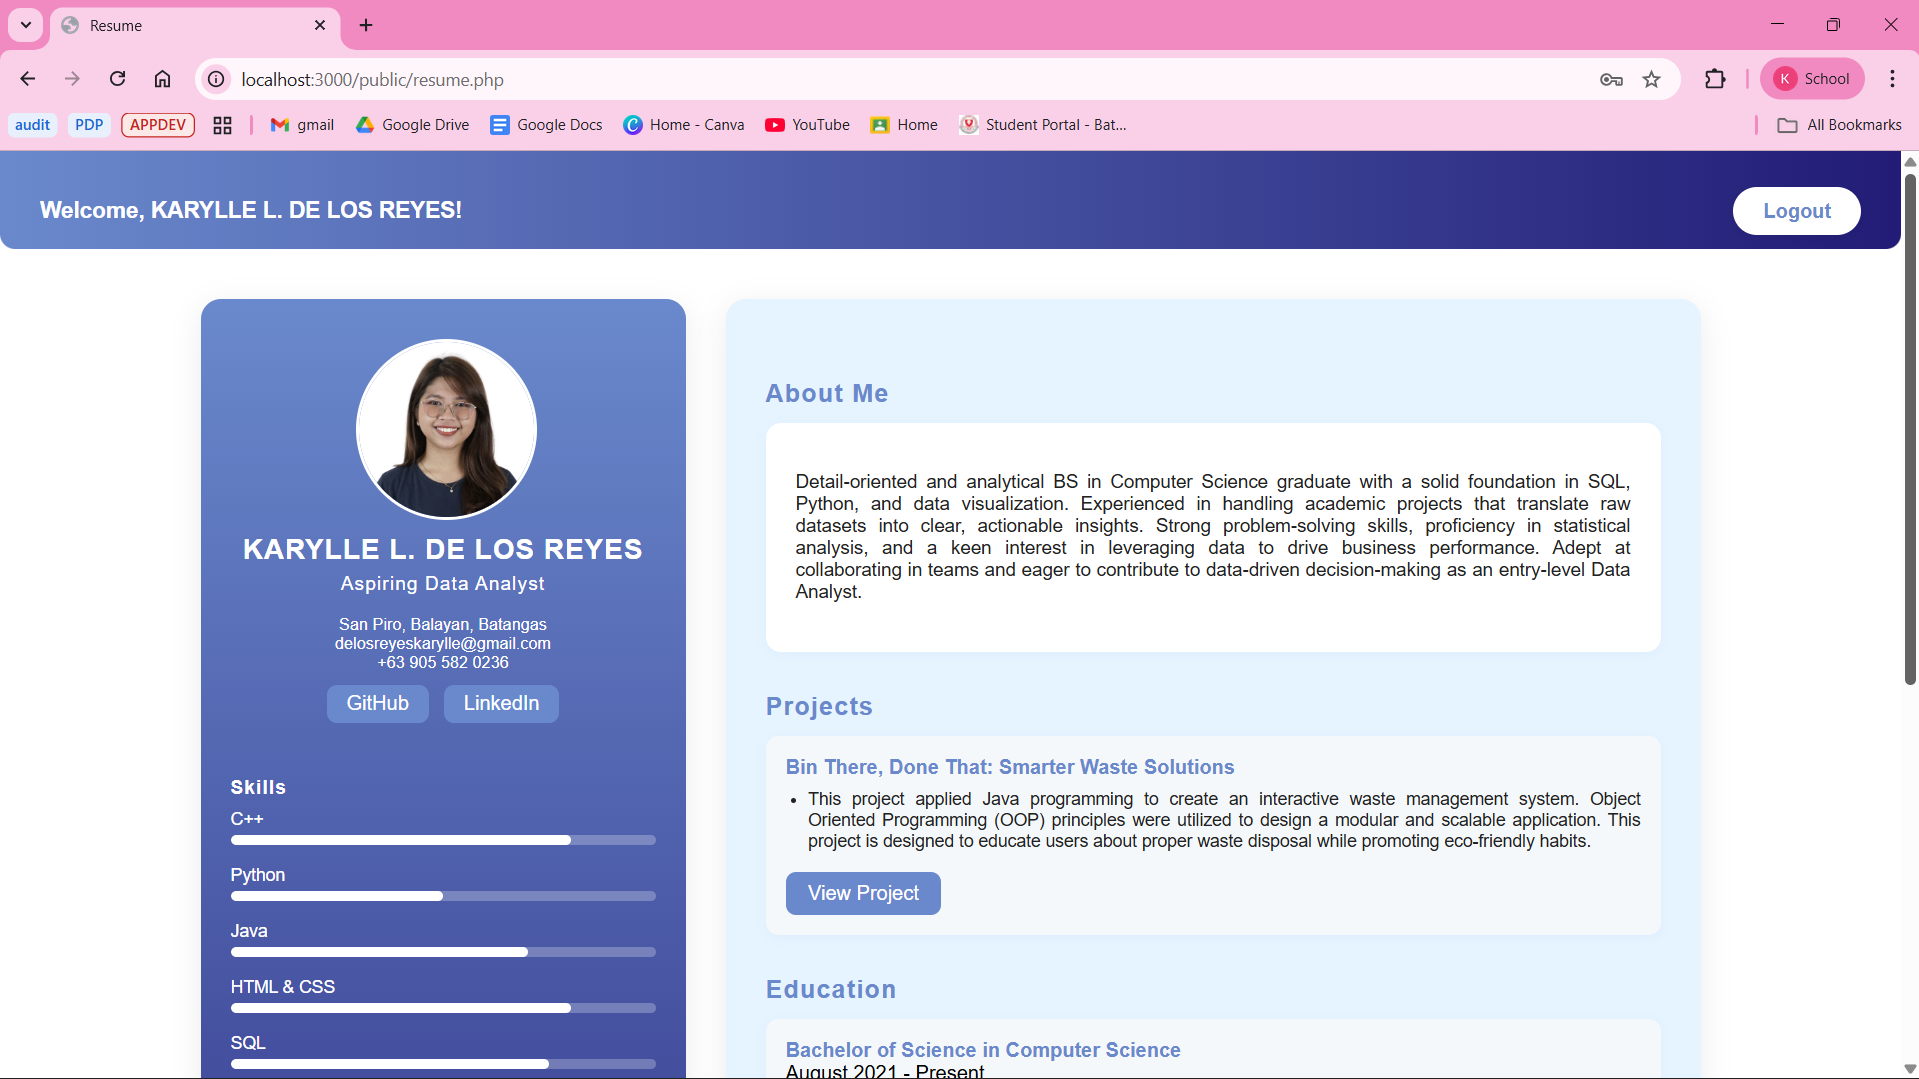 Resume
localhost:3000/public/resume.php
K School
audit
PDP
APPDEV
gmail
Google Drive
Google Docs
Home - Canva
YouTube
Home
Student Portal - Bat...
All Bookmarks
Welcome, KARYLLE L. DE LOS REYES!
Logout
KARYLLE L. DE LOS REYES
Aspiring Data Analyst
San Piro, Balayan, Batangas
delosreyeskarylle@gmail.com
+63 905 582 0236
GitHub
LinkedIn
Skills
C++
Python
Java
HTML & CSS
SQL
About Me
Detail-oriented and analytical BS in Computer Science graduate with a solid foundation in SQL,
Python, and data visualization. Experienced in handling academic projects that translate raw
datasets into clear, actionable insights. Strong problem-solving skills, proficiency in statistical
analysis, and a keen interest in leveraging data to drive business performance. Adept at
collaborating in teams and eager to contribute to data-driven decision-making as an entry-level Data
Analyst.
Projects
Bin There, Done That: Smarter Waste Solutions
• This project applied Java programming to create an interactive waste management system. Object
Oriented Programming (OOP) principles were utilized to design a modular and scalable application. This
project is designed to educate users about proper waste disposal while promoting eco-friendly habits.
View Project
Education
Bachelor of Science in Computer Science
August 2021 - Present